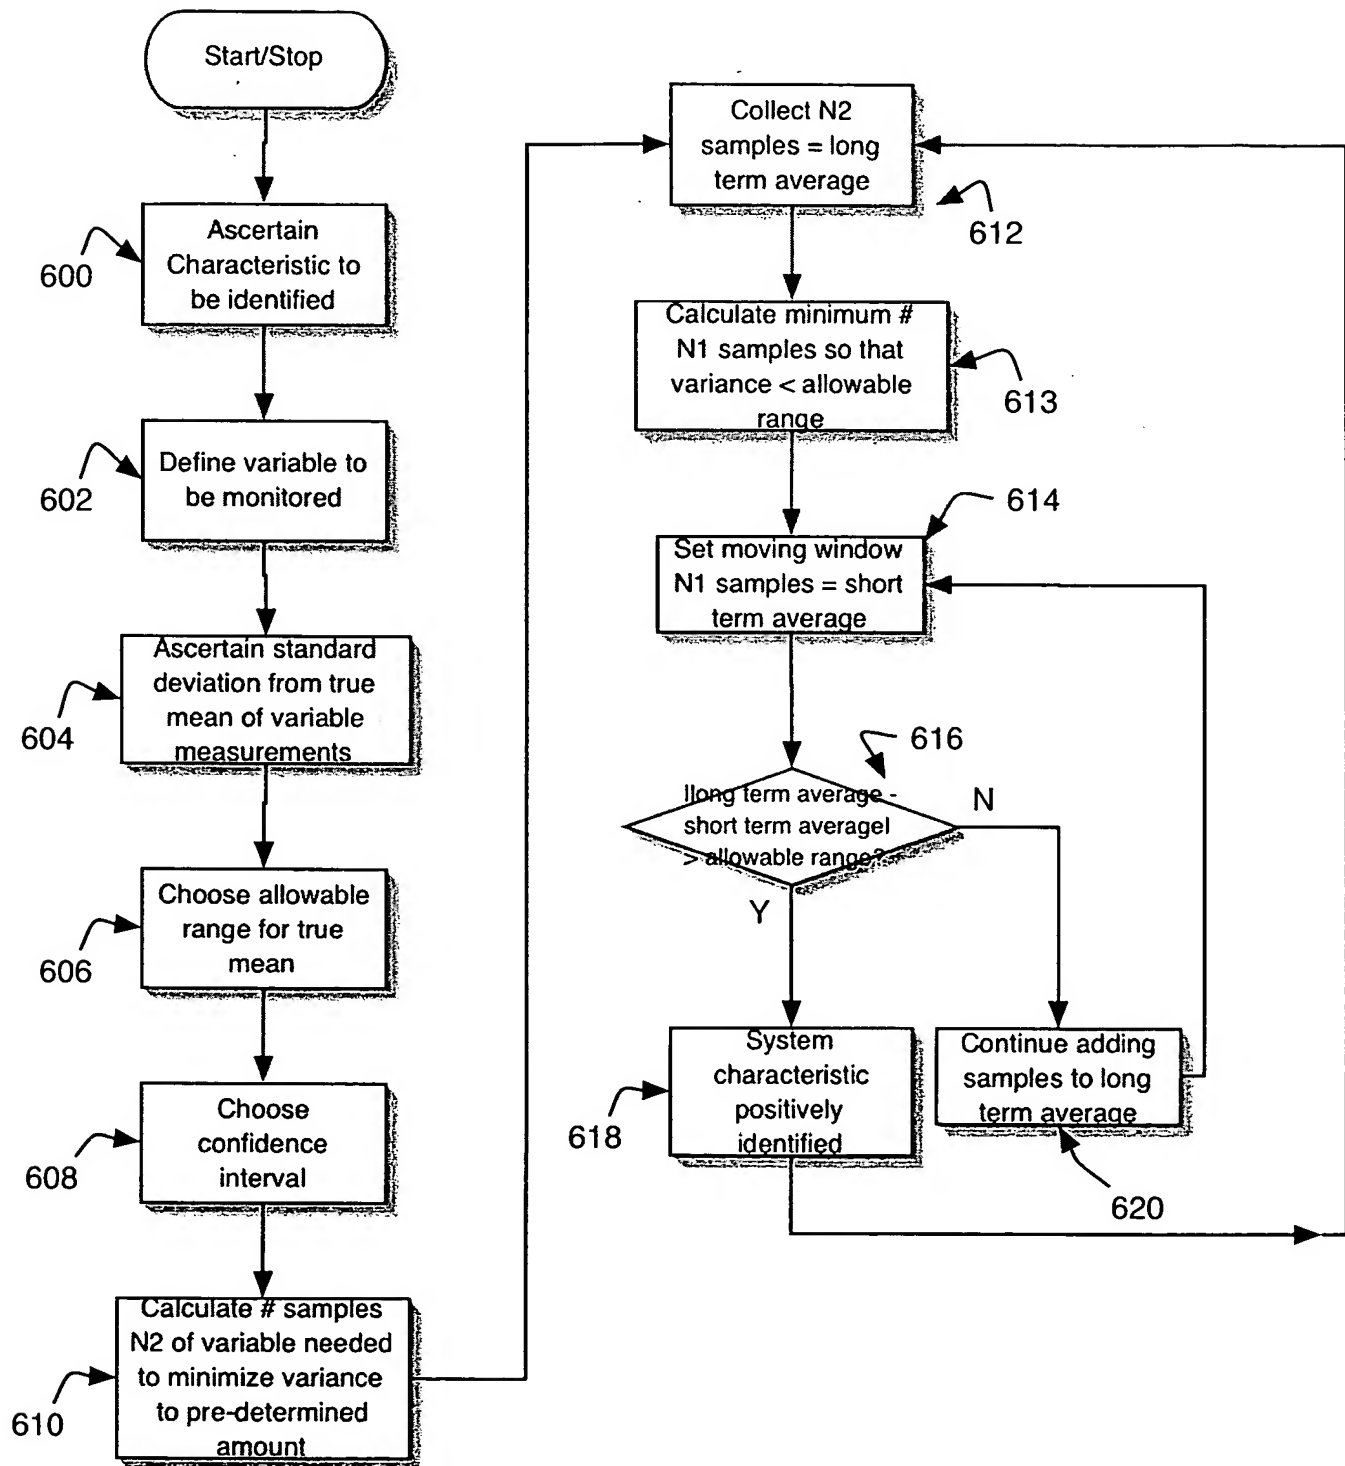 Start/Stop
600
Ascertain
Characteristic to
be identified
602
Define variable to
be monitored
604
Ascertain standard
deviation from true
mean of variable
measurements
606
Choose allowable
range for true
mean
608
Choose
confidence
interval
610
Calculate # samples
N2 of variable needed
to minimize variance
to pre-determined
amount
Collect N2
samples = long
term average
612
Calculate minimum #
N1 samples so that
variance < allowable
range
613
614
Set moving window
N1 samples = short
term average
616
|long term average -
short term average|
> allowable range?
N
Y
618
System
characteristic
positively
identified
Continue adding
samples to long
term average
620